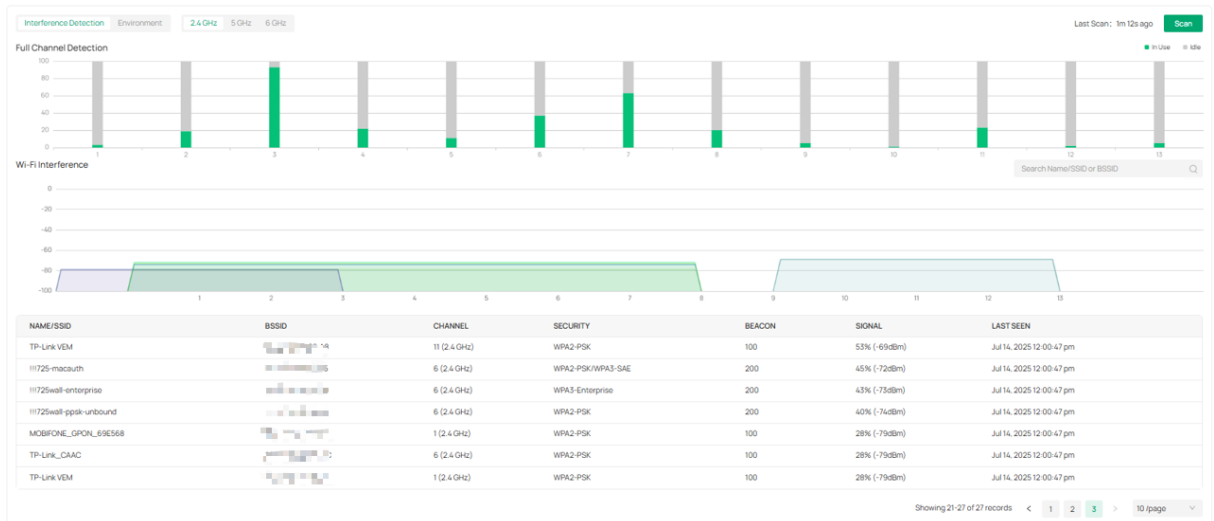 Interference Detection Environment 2.4 GHz 5 GHz 6 GHz Last Scan: 1m 12s ago Scan
Full Channel Detection In Use Idle
100
80
60
40
20
0
1 2 3 4 5 6 7 8 9 10 11 12 13
Wi-Fi Interference Search Name/SSID or BSSID
0
-20
-40
-60
-80
-100
1 2 3 4 5 6 7 8 9 10 11 12 13
NAME/SSID BSSID CHANNEL SECURITY BEACON SIGNAL LAST SEEN
TP-Link VEM 11 (2.4 GHz) WPA2-PSK 100 53% (-69dBm) Jul 14, 2025 12:00:47 pm
!!!725-macauth 6 (2.4 GHz) WPA2-PSK/WPA3-SAE 200 45% (-72dBm) Jul 14, 2025 12:00:47 pm
!!!725wall-enterprise 6 (2.4 GHz) WPA3-Enterprise 200 43% (-73dBm) Jul 14, 2025 12:00:47 pm
!!!725wall-ppsk-unbound 6 (2.4 GHz) WPA2-PSK 200 40% (-74dBm) Jul 14, 2025 12:00:47 pm
MOBIFONE_GPON_69E568 1 (2.4 GHz) WPA2-PSK 100 28% (-79dBm) Jul 14, 2025 12:00:47 pm
TP-Link_CAAC 6 (2.4 GHz) WPA2-PSK 100 28% (-79dBm) Jul 14, 2025 12:00:47 pm
TP-Link VEM 1 (2.4 GHz) WPA2-PSK 100 28% (-79dBm) Jul 14, 2025 12:00:47 pm
Showing 21-27 of 27 records < 1 2 3 > 10 /page